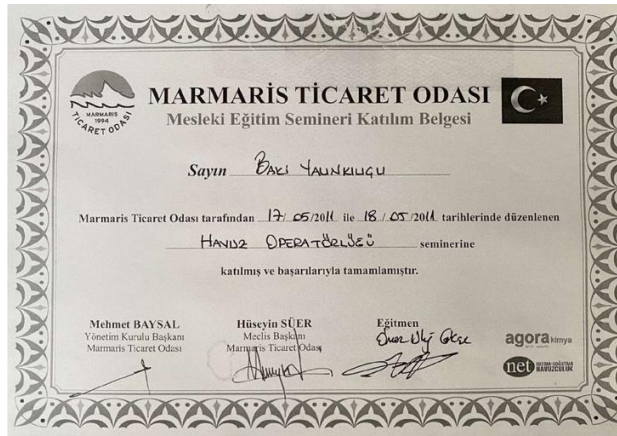 MARMARİS TİCARET ODASI
Mesleki Eğitim Semineri Katılım Belgesi
MARMARİS
1994
TİCARET ODASI
Sayın Baki
Marmaris Ticaret Odası tarafından 17/05/2011 ile 18/05/2011 tarihlerinde düzenlenen
HAVUZ OPERATÖRLÜĞÜ seminerine
katılmış ve başarılarıyla tamamlamıştır.
Mehmet BAYSAL
Yönetim Kurulu Başkanı
Marmaris Ticaret Odası
Hüseyin SÜER
Meclis Başkanı
Marmaris Ticaret Odası
Eğitmen
agora kimya
net HAVUZCULUK